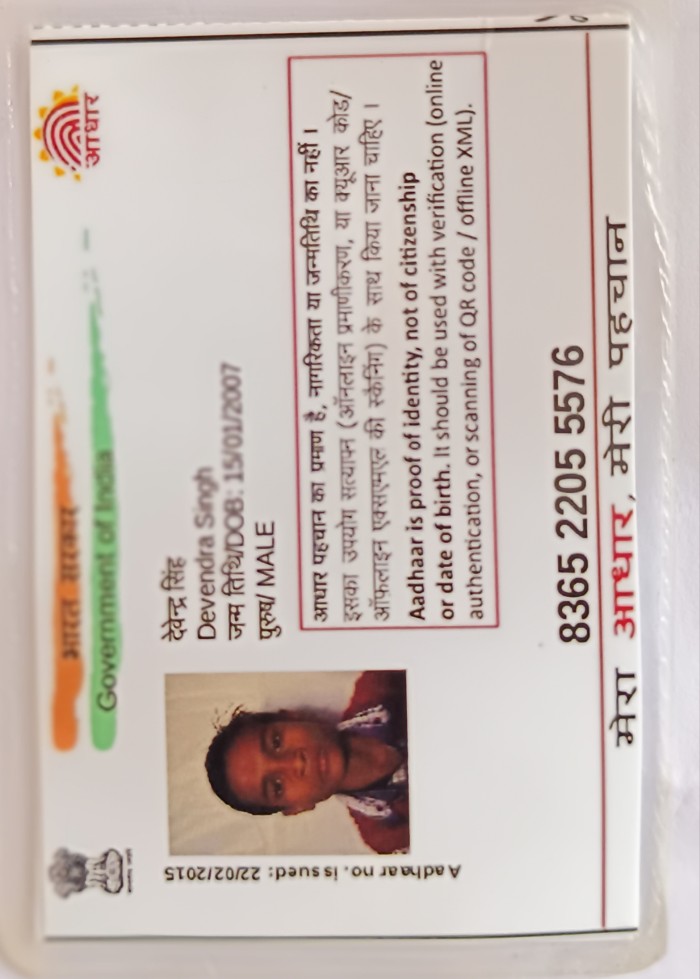 भारत सरकार
Government of India
आधार
देवेन्द्र सिंह
Devendra Singh
जन्म तिथि/DOB: 15/01/2007
पुरुष/ MALE
Aadhaar no. issued: 22/02/2015
आधार पहचान का प्रमाण है, नागरिकता या जन्मतिथि का नहीं ।
इसका उपयोग सत्यापन (ऑनलाइन प्रमाणीकरण, या क्यूआर कोड/
ऑफलाइन एक्सएमएल की स्कैनिंग) के साथ किया जाना चाहिए ।
Aadhaar is proof of identity, not of citizenship
or date of birth. It should be used with verification (online
authentication, or scanning of QR code / offline XML).
8365 2205 5576
मेरा आधार, मेरी पहचान